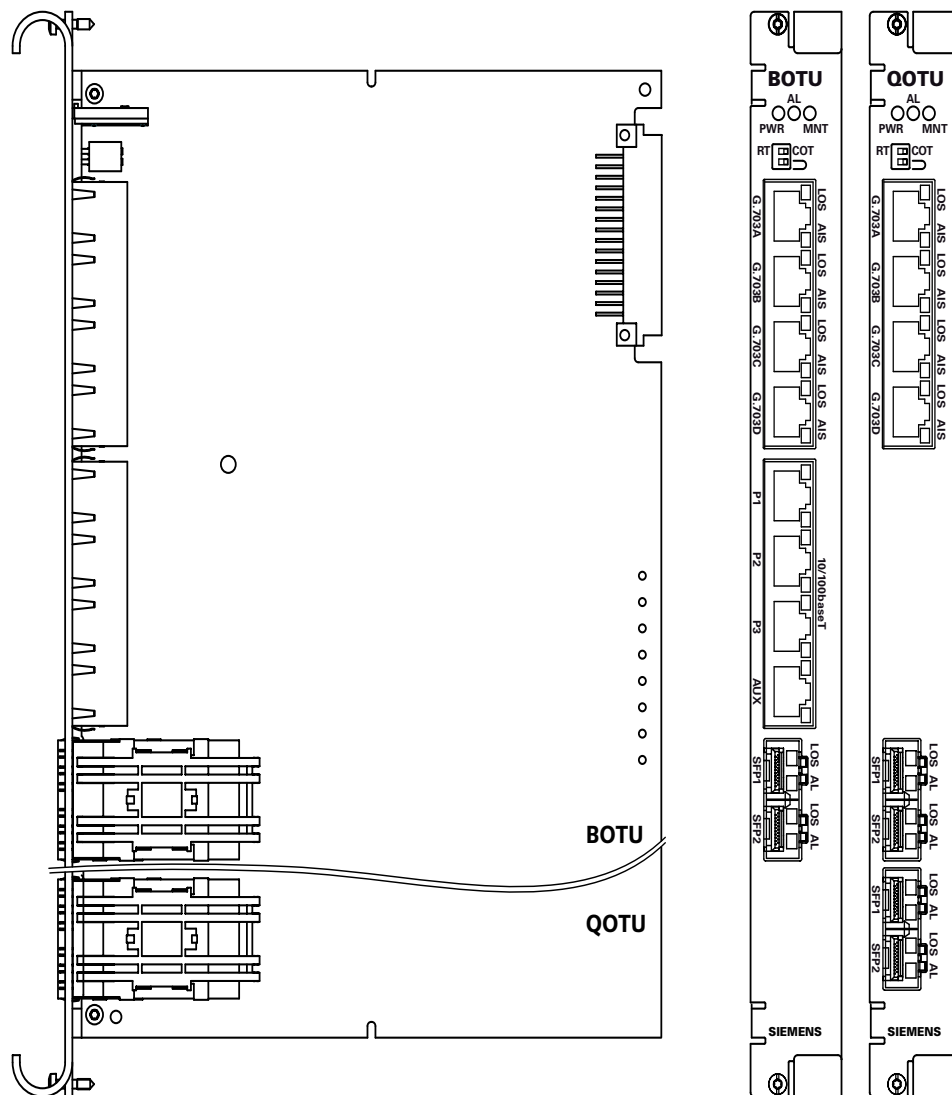 BOTU
QOTU
BOTU
AL
PWR MNT
RT COT
G.703A
LOS AIS
G.703B
LOS AIS
G.703C
LOS AIS
G.703D
LOS AIS
P1
P2
P3
AUX
10/100baseT
SFP1
LOS AL
SFP2
LOS AL
SIEMENS
QOTU
AL
PWR MNT
RT COT
G.703A
LOS AIS
G.703B
LOS AIS
G.703C
LOS AIS
G.703D
LOS AIS
SFP1
LOS AL
SFP2
LOS AL
SFP1
LOS AL
SFP2
LOS AL
SIEMENS